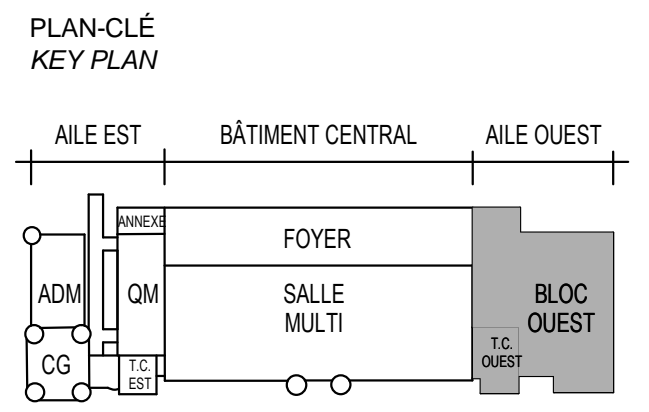 PLAN-CLÉ
KEY PLAN
AILE EST
BÂTIMENT CENTRAL
AILE OUEST
ANNEXE
FOYER
ADM
QM
SALLE
MULTI
BLOC
OUEST
T.C.
OUEST
CG
T.C.
EST